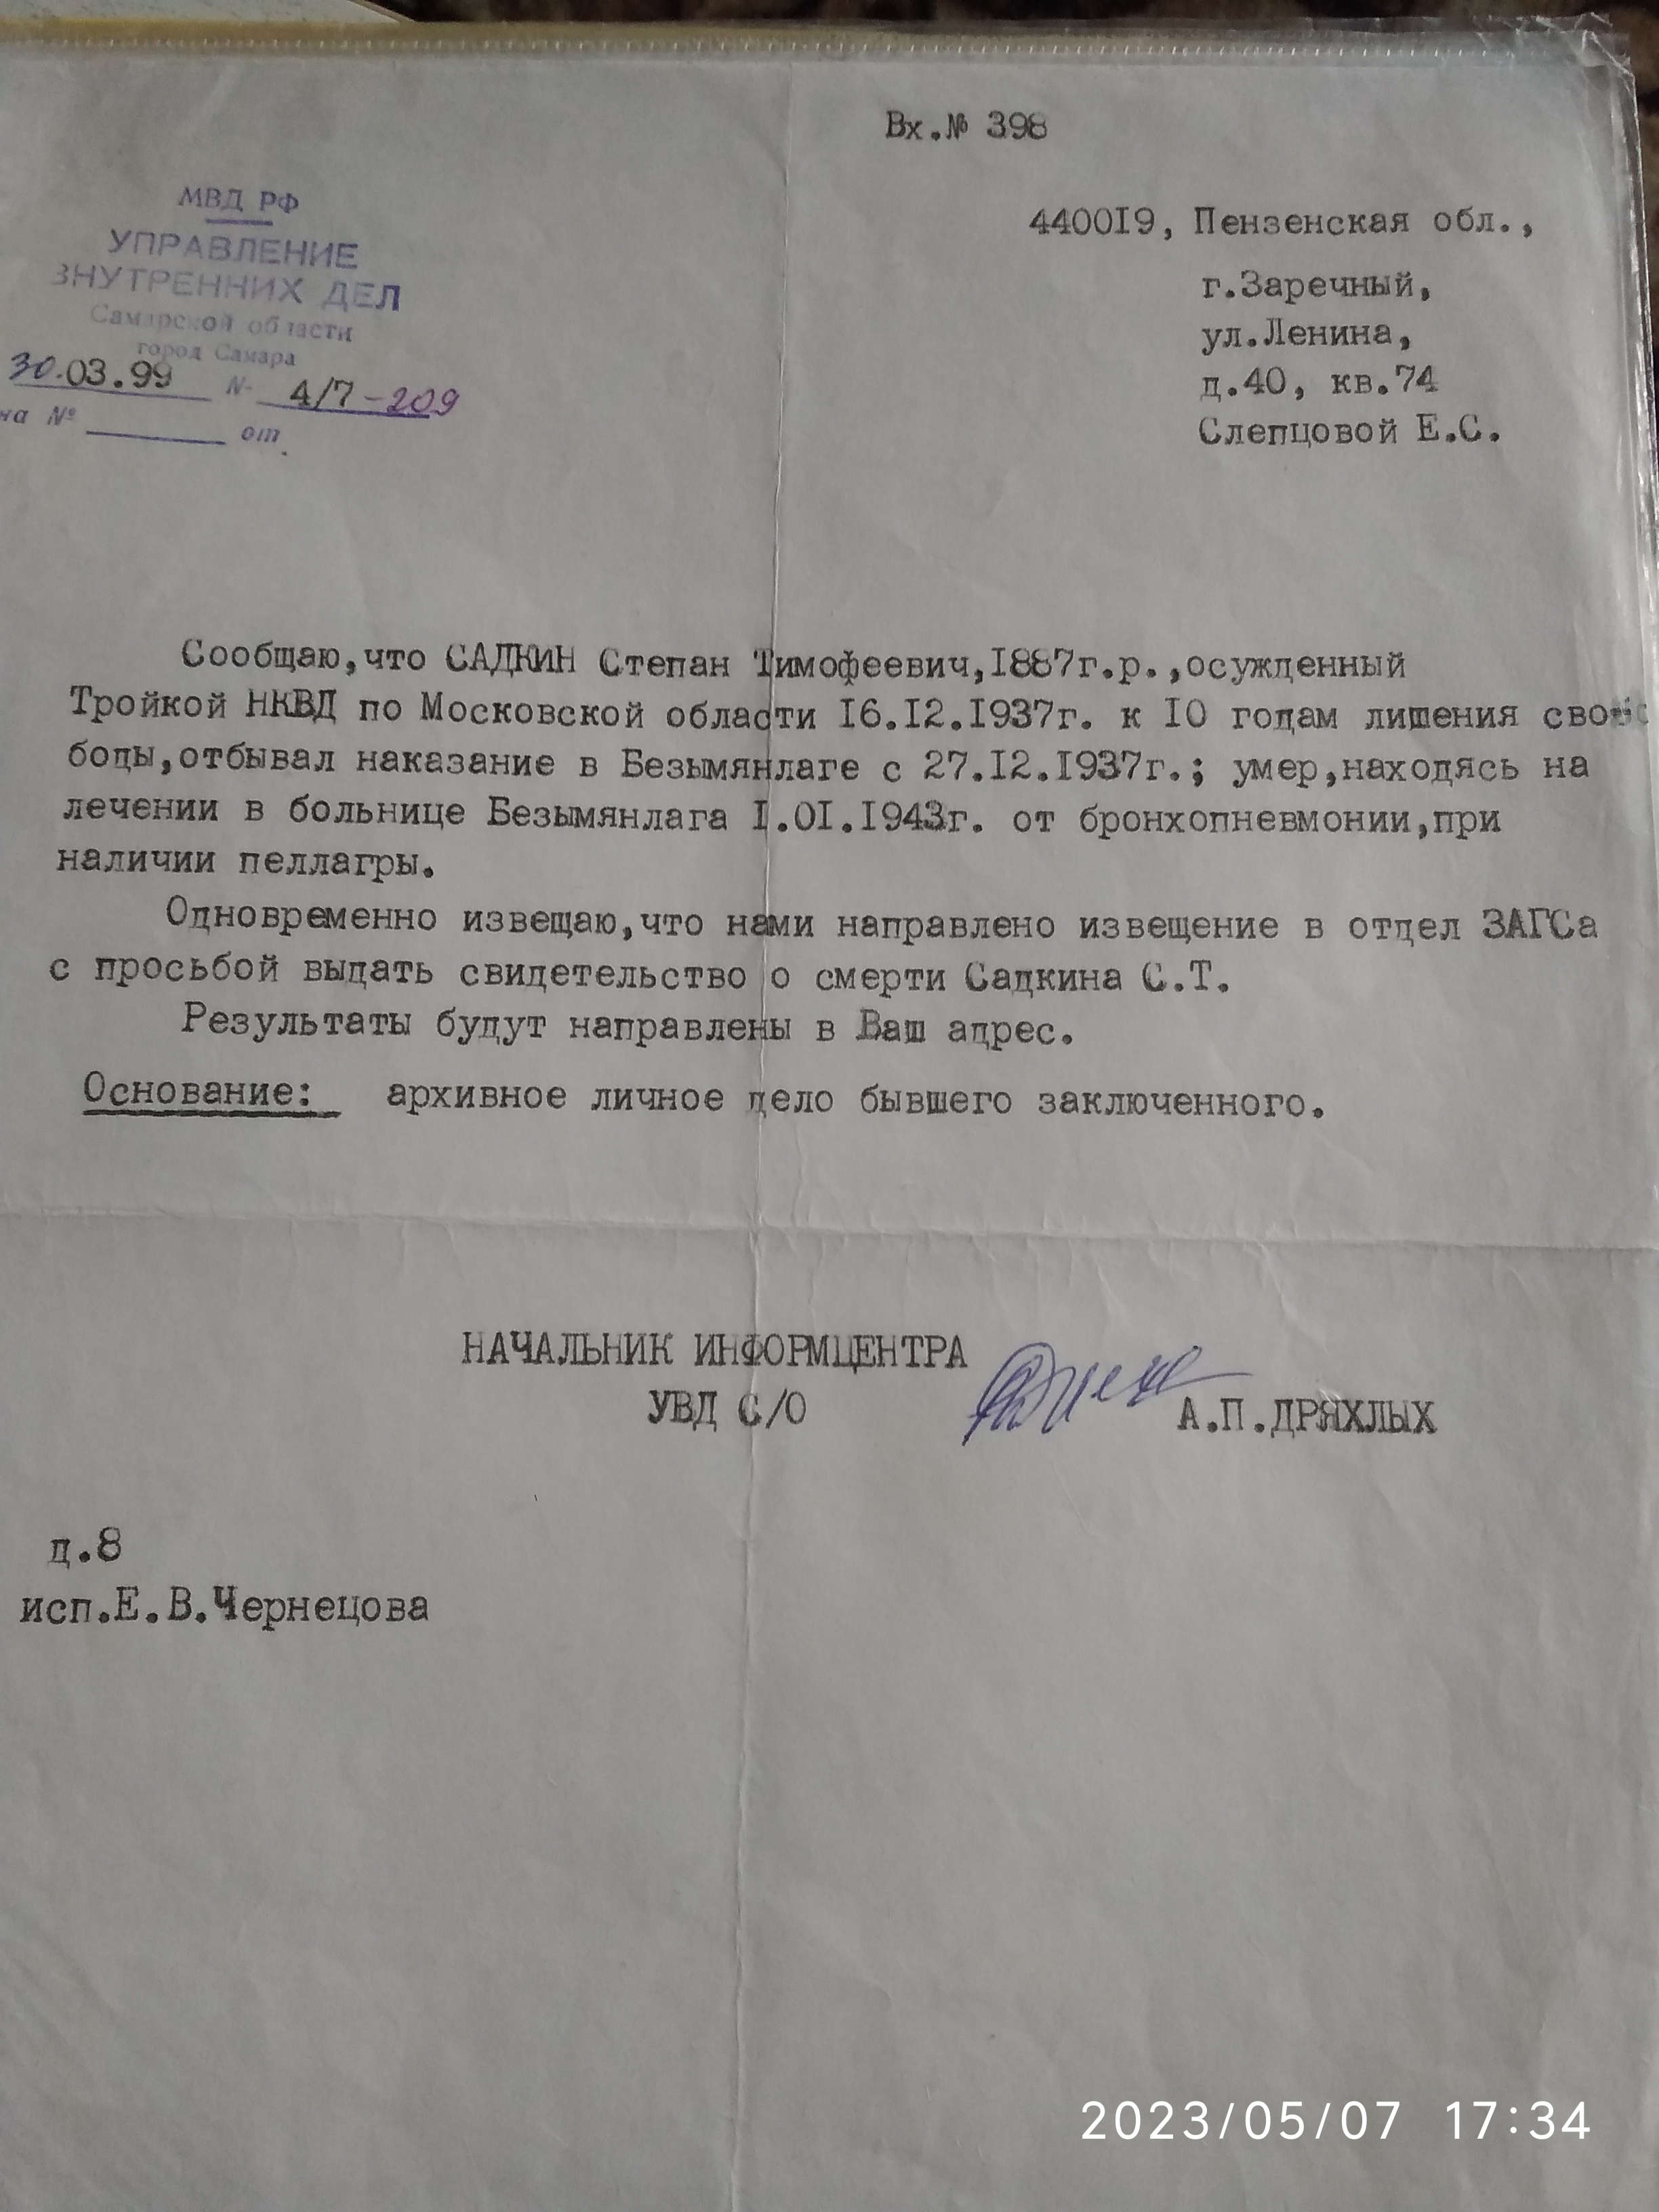 Вх.№ 398
МВД РФ
УПРАВЛЕНИЕ
ВНУТРЕННИХ ДЕЛ
Самарской области
город Самара
30.03.99 № 4/7-209
на № от
440019, Пензенская обл.,
г.Заречный,
ул.Ленина,
д.40, кв.74
Слепцовой Е.С.
Сообщаю,что САДКИН Степан Тимофеевич,1887г.р.,осужденный
Тройкой НКВД по Московской области 16.12.1937г. к 10 годам лишения сво
боды,отбывал наказание в Безымянлаге с 27.12.1937г.; умер,находясь на
лечении в больнице Безымянлага 1.01.1943г. от бронхопневмонии,при
наличии пеллагры.
Одновременно извещаю,что нами направлено извещение в отдел ЗАГСа
с просьбой выдать свидетельство о смерти Садкина С.Т.
Результаты будут направлены в Ваш адрес.
Основание: архивное личное дело бывшего заключенного.
НАЧАЛЬНИК ИНФОРМЦЕНТРА
УВД С/О А.П.ДРЯХЛЫХ
д.8
исп.Е.В.Чернецова
2023/05/07 17:34